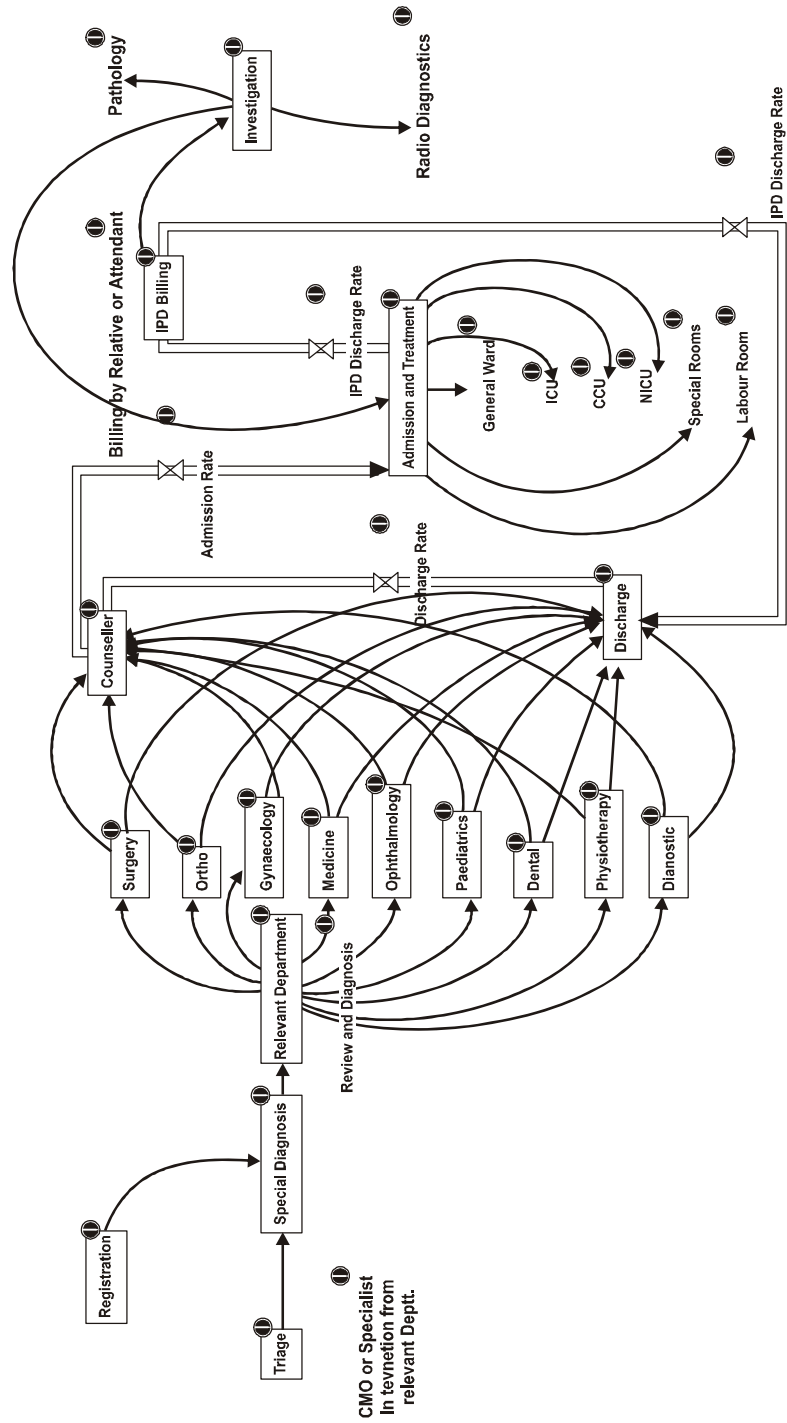 Registration
Triage
CMO or Specialist
In tevnetion from
relevant Deptt.
Special Diagnosis
Relevant Department
Review and Diagnosis
Surgery
Ortho
Gynaecology
Medicine
Ophthalmology
Paediatrics
Dental
Physiotherapy
Dianostic
Counseller
Discharge Rate
Discharge
Admission Rate
Billing by Relative or Attendant
IPD Billing
IPD Discharge Rate
Admission and Treatment
General Ward
ICU
CCU
NICU
Special Rooms
Labour Room
Pathology
Investigation
Radio Diagnostics
IPD Discharge Rate